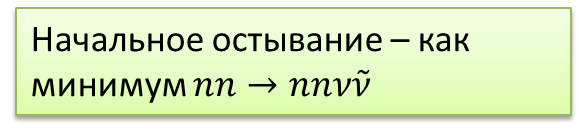 Начальное остывание – как
минимум nn → nnνν̃